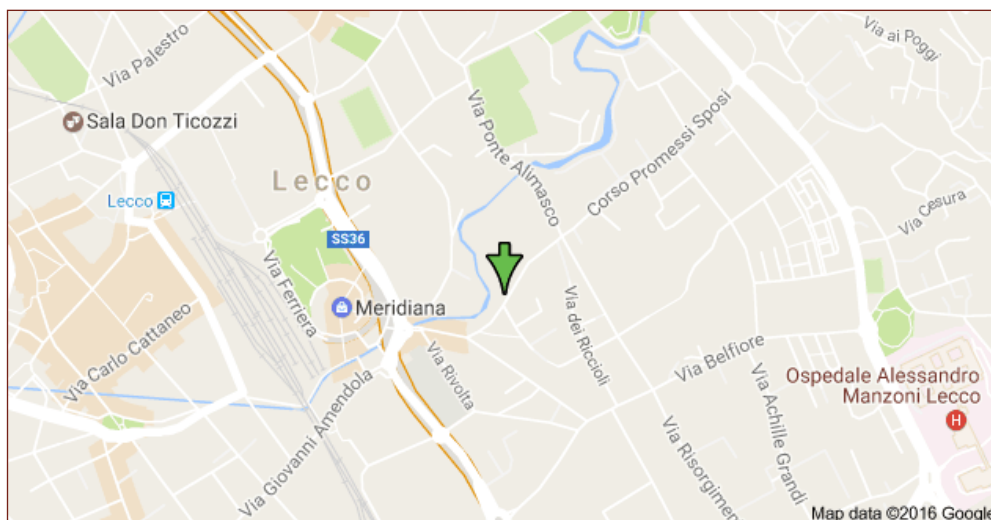 Via Palestro
Via ai Poggi
Sala Don Ticozzi
Via Ponte Alimasco
Corso Promessi Sposi
Lecco
Lecco
Via Cesura
SS36
Via Ferriera
Meridiana
Via Carlo Cattaneo
Via dei Riccioli
Via Rivolta
Via Belfiore
Via Giovanni Amendola
Via Achille Grandi
Ospedale Alessandro
Manzoni Lecco
H
Via Risorgimen
Map data ©2016 Google